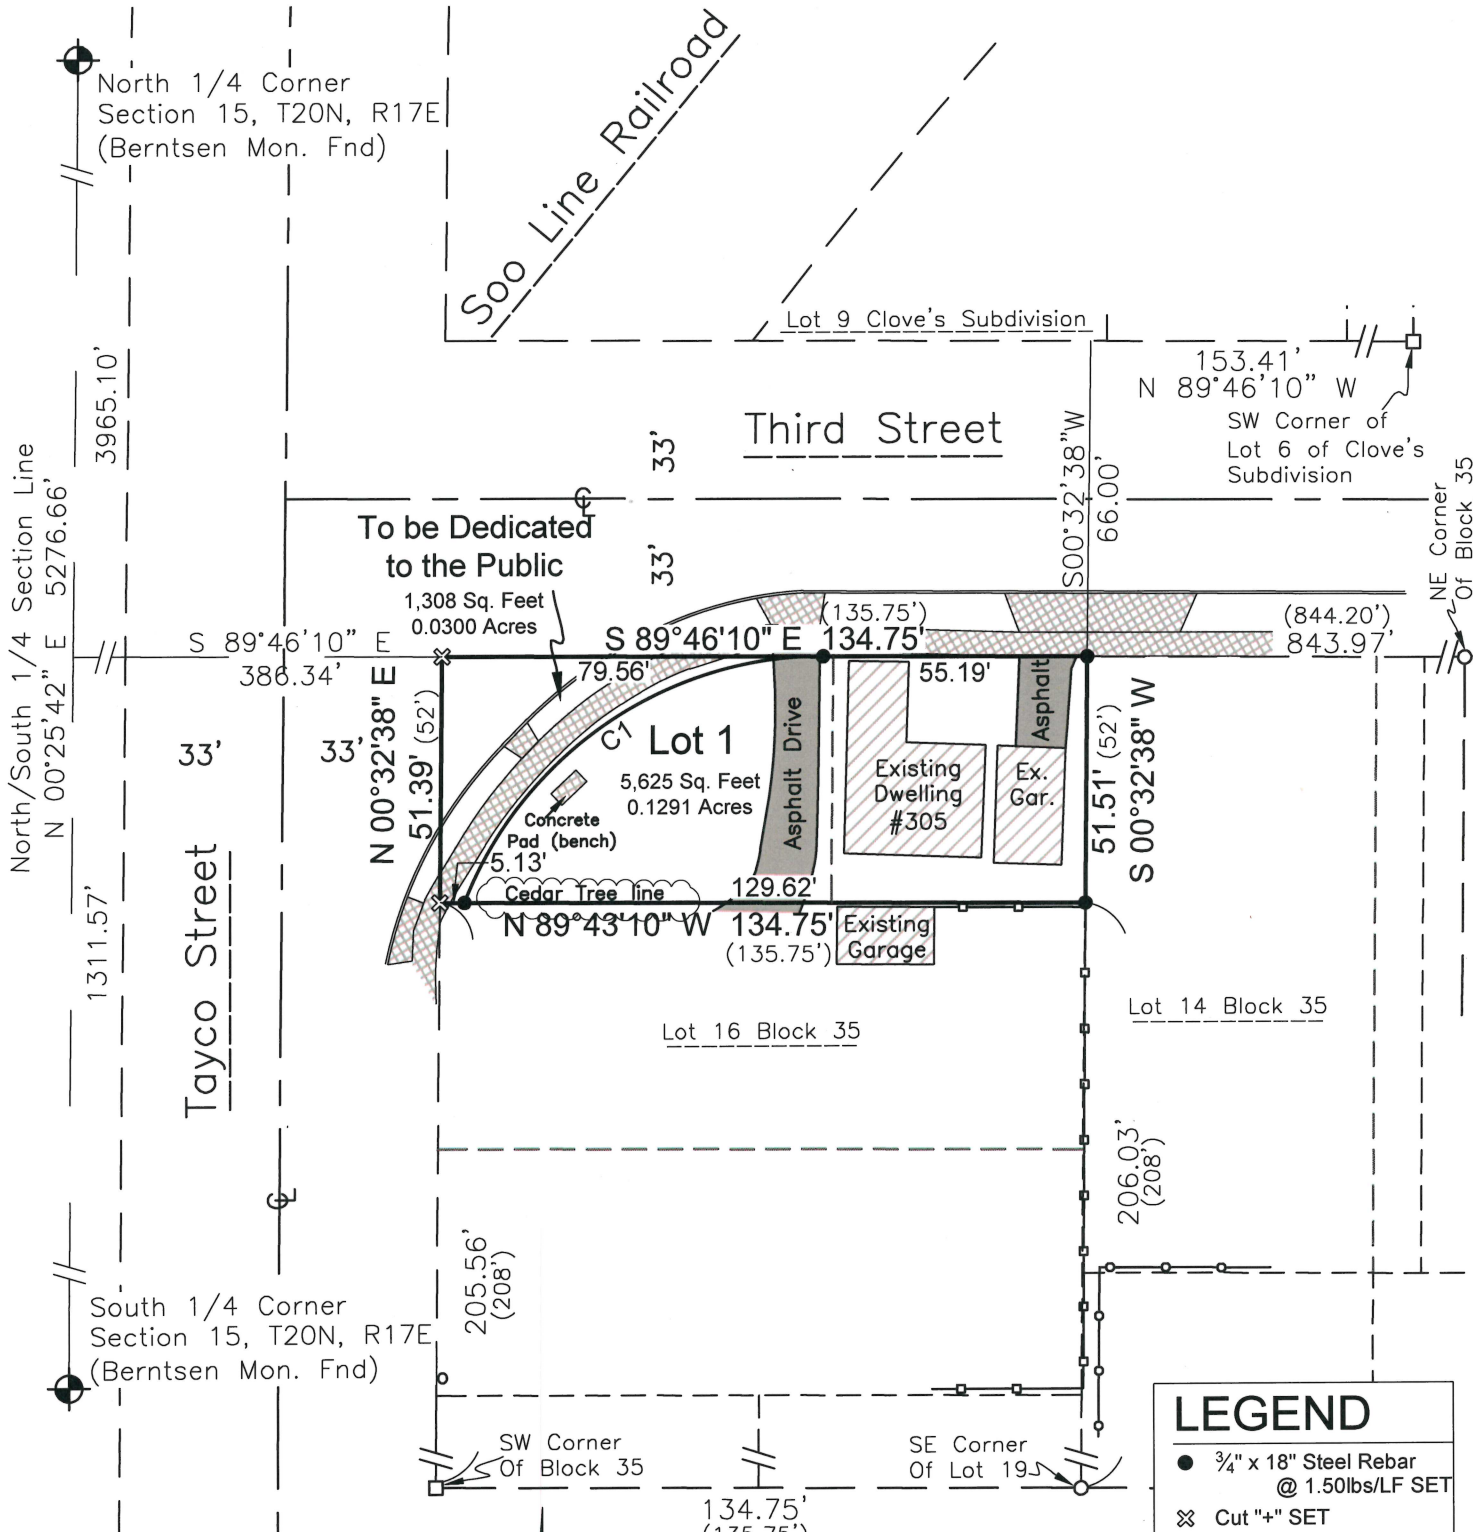 North 1/4 Corner
Section 15, T20N, R17E
(Berntsen Mon. Fnd)
Soo Line Railroad
Lot 9 Clove's Subdivision
153.41'
N 89°46'10" W
SW Corner of
Lot 6 of Clove's
Subdivision
Third Street
33'
33'
S00°32'38"W
66.00'
NE Corner
Of Block 35
3965.10'
North/South 1/4 Section Line
N 00°25'42" E 5276.66'
1311.57'
To be Dedicated
to the Public
1,308 Sq. Feet
0.0300 Acres
S 89°46'10" E
386.34'
(135.75')
S 89°46'10" E 134.75'
79.56'
55.19'
(844.20')
843.97'
33'
33'
N 00°32'38" E
51.39' (52')
C1
Lot 1
5,625 Sq. Feet
0.1291 Acres
Concrete
Pad (bench)
5.13'
Cedar Tree line
Asphalt Drive
Existing
Dwelling
#305
Asphalt
Ex.
Gar.
51.51' (52')
S 00°32'38" W
129.62'
N 89°43'10" W 134.75'
(135.75')
Existing
Garage
Tayco Street
Lot 16 Block 35
Lot 14 Block 35
206.03'
(208')
205.56'
(208')
South 1/4 Corner
Section 15, T20N, R17E
(Berntsen Mon. Fnd)
SW Corner
Of Block 35
SE Corner
Of Lot 19
134.75'
(135.75')
LEGEND
3/4" x 18" Steel Rebar
@ 1.50lbs/LF SET
Cut "+" SET